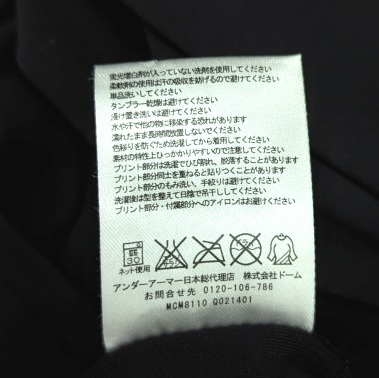 蛍光増白剤が入っていない洗剤を使用してください
柔軟剤の使用は汗の吸収を妨げるので避けてください
単品洗いしてください
タンブラー乾燥は避けてください
浸け置き洗いは避けてください
水や汗で他の物に移染する恐れがあります
濡れたまま長時間放置しないでください
色移りを防ぐため洗濯してから着用してください
素材の特性上ひっかかりやすいので注意してください
プリント部分は洗濯でひび割れ、脱落することがあります
プリント部分同士を重ねると貼りつくことがあります
プリント部分のもみ洗い、手絞りは避けてください
洗濯後は型を整えて日陰で吊干ししてください
プリント部分・付属部分へのアイロンはお避けください
ネット使用
アンダーアーマー日本総代理店 株式会社ドーム
お問合せ先 0120-106-786
MCM8110 Q021401